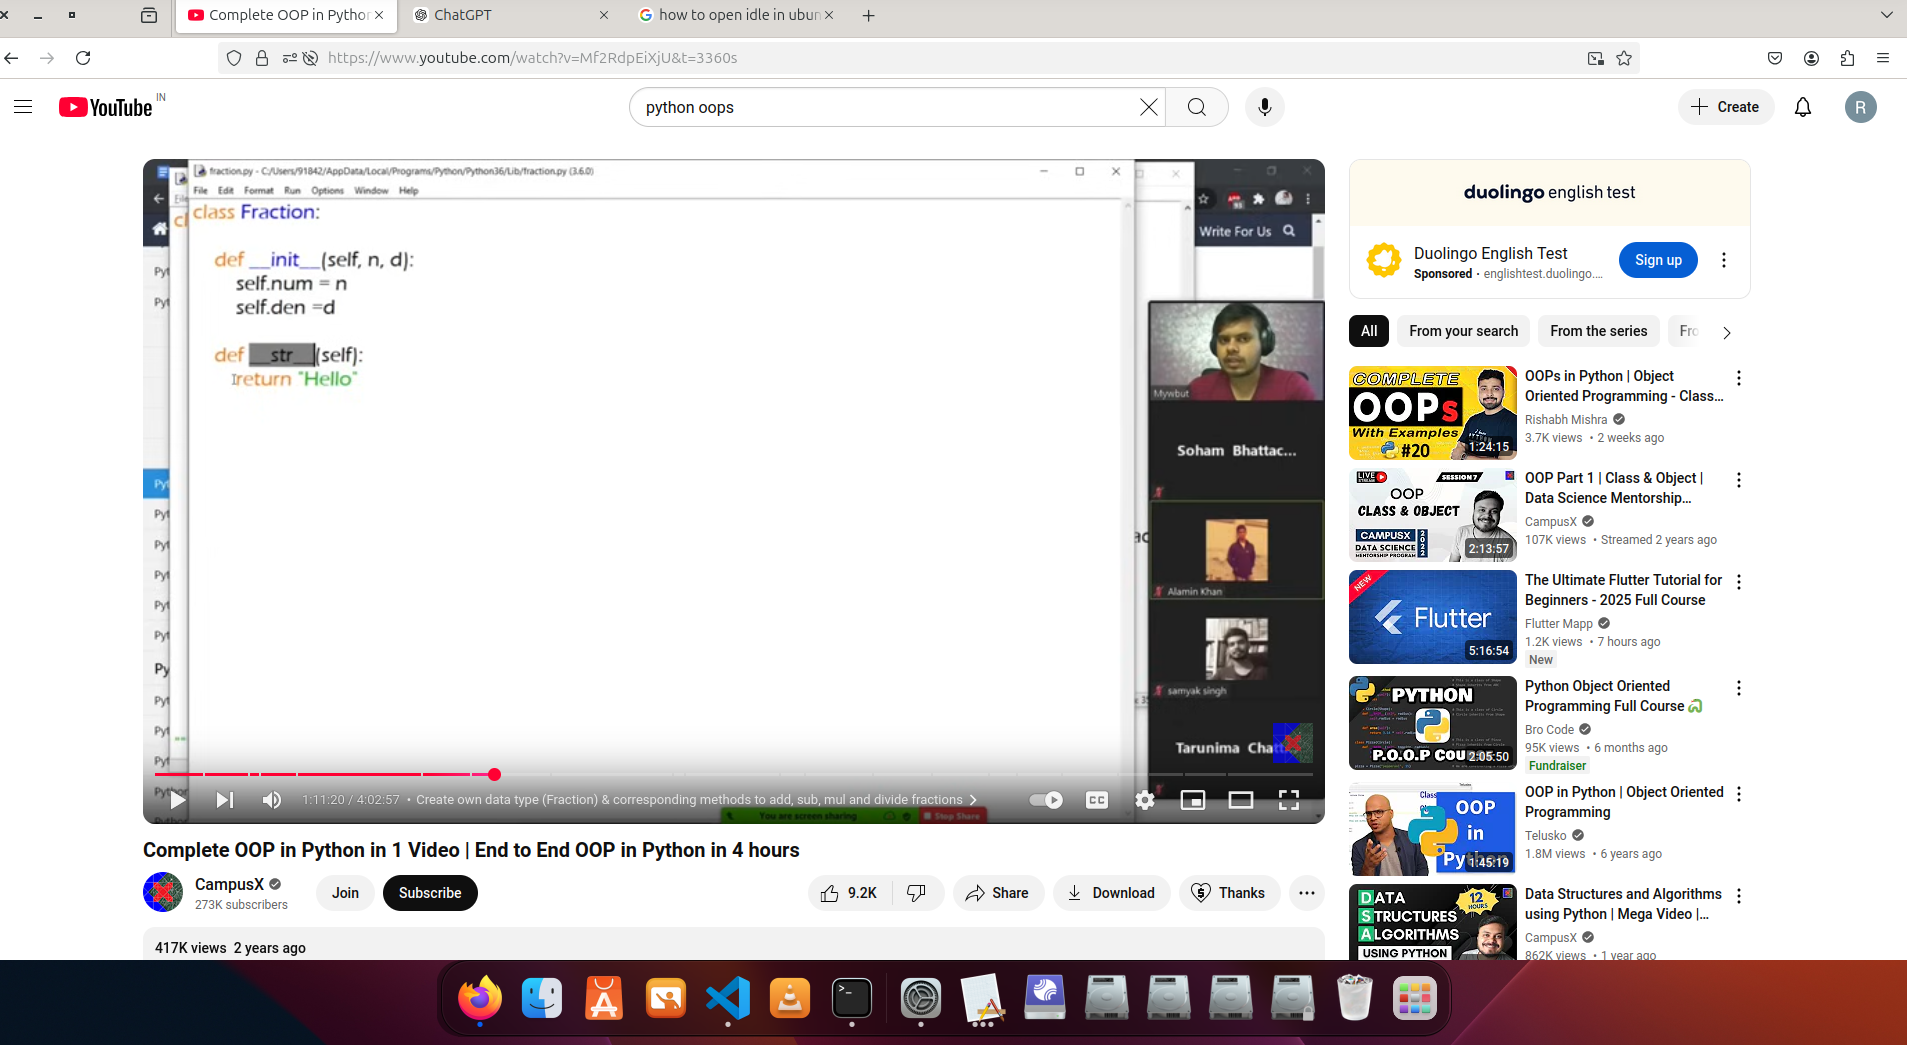 Complete OOP in Python
ChatGPT
how to open idle in ubun
https://www.youtube.com/watch?v=Mf2RdpEiXjU&t=3360s
YouTube IN
python oops
Create
R
fraction.py - C:/Users/91842/AppData/Local/Programs/Python/Python36/Lib/fraction.py (3.6.0)
File Edit Format Run Options Window Help
class Fraction:
def __init__(self, n, d):
self.num = n
self.den =d
def __str__(self):
return "Hello"
Write For Us
Mywbut
Soham Bhattac...
Alamin Khan
samyak singh
Tarunima Chatt
1:11:20 / 4:02:57 • Create own data type (Fraction) & corresponding methods to add, sub, mul and divide fractions
CC
You are screen sharing
Stop Share
Complete OOP in Python in 1 Video | End to End OOP in Python in 4 hours
CampusX
273K subscribers
Join
Subscribe
9.2K
Share
Download
Thanks
417K views 2 years ago
duolingo english test
Duolingo English Test
Sponsored · englishtest.duolingo....
Sign up
All
From your search
From the series
Fro
COMPLETE
OOPs
With Examples
#20
1:24:15
OOPs in Python | Object
Oriented Programming - Class...
Rishabh Mishra
3.7K views • 2 weeks ago
LIVE
SESSION 7
OOP
CLASS & OBJECT
CAMPUSX 2022
DATA SCIENCE
MENTORSHIP PROGRAM
2:13:57
OOP Part 1 | Class & Object |
Data Science Mentorship...
CampusX
107K views • Streamed 2 years ago
NEW
Flutter
5:16:54
The Ultimate Flutter Tutorial for
Beginners - 2025 Full Course
Flutter Mapp
1.2K views • 7 hours ago
New
PYTHON
P.O.O.P COU
2:05:50
Python Object Oriented
Programming Full Course
Bro Code
95K views • 6 months ago
Fundraiser
OOP
in
Pyth
1:45:19
OOP in Python | Object Oriented
Programming
Telusko
1.8M views • 6 years ago
DATA
STRUCTURES
ALGORITHMS
USING PYTHON
12
HOURS
Data Structures and Algorithms
using Python | Mega Video |...
CampusX
862K views • 1 year ago